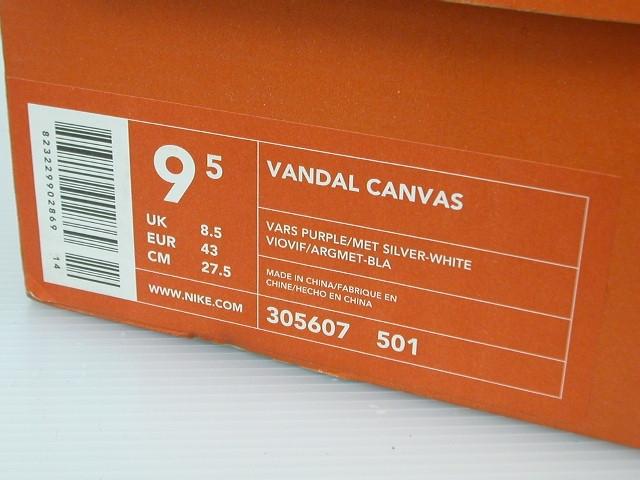 823229902869 14
9 5
UK 8.5
EUR 43
CM 27.5
WWW.NIKE.COM
VANDAL CANVAS
VARS PURPLE/MET SILVER-WHITE
VIOVIF/ARGMET-BLA
MADE IN CHINA/FABRIQUE EN
CHINE/HECHO EN CHINA
305607 501